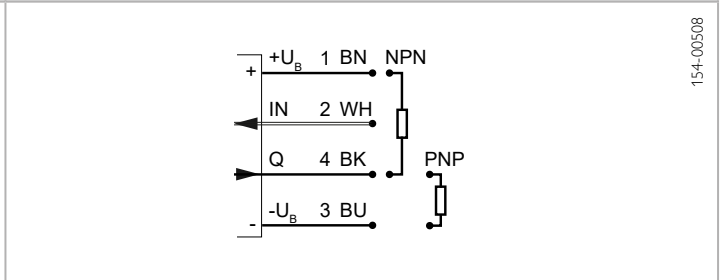 154-00508
+U_B 1 BN NPN
+
IN 2 WH
Q 4 BK PNP
-U_B 3 BU
-